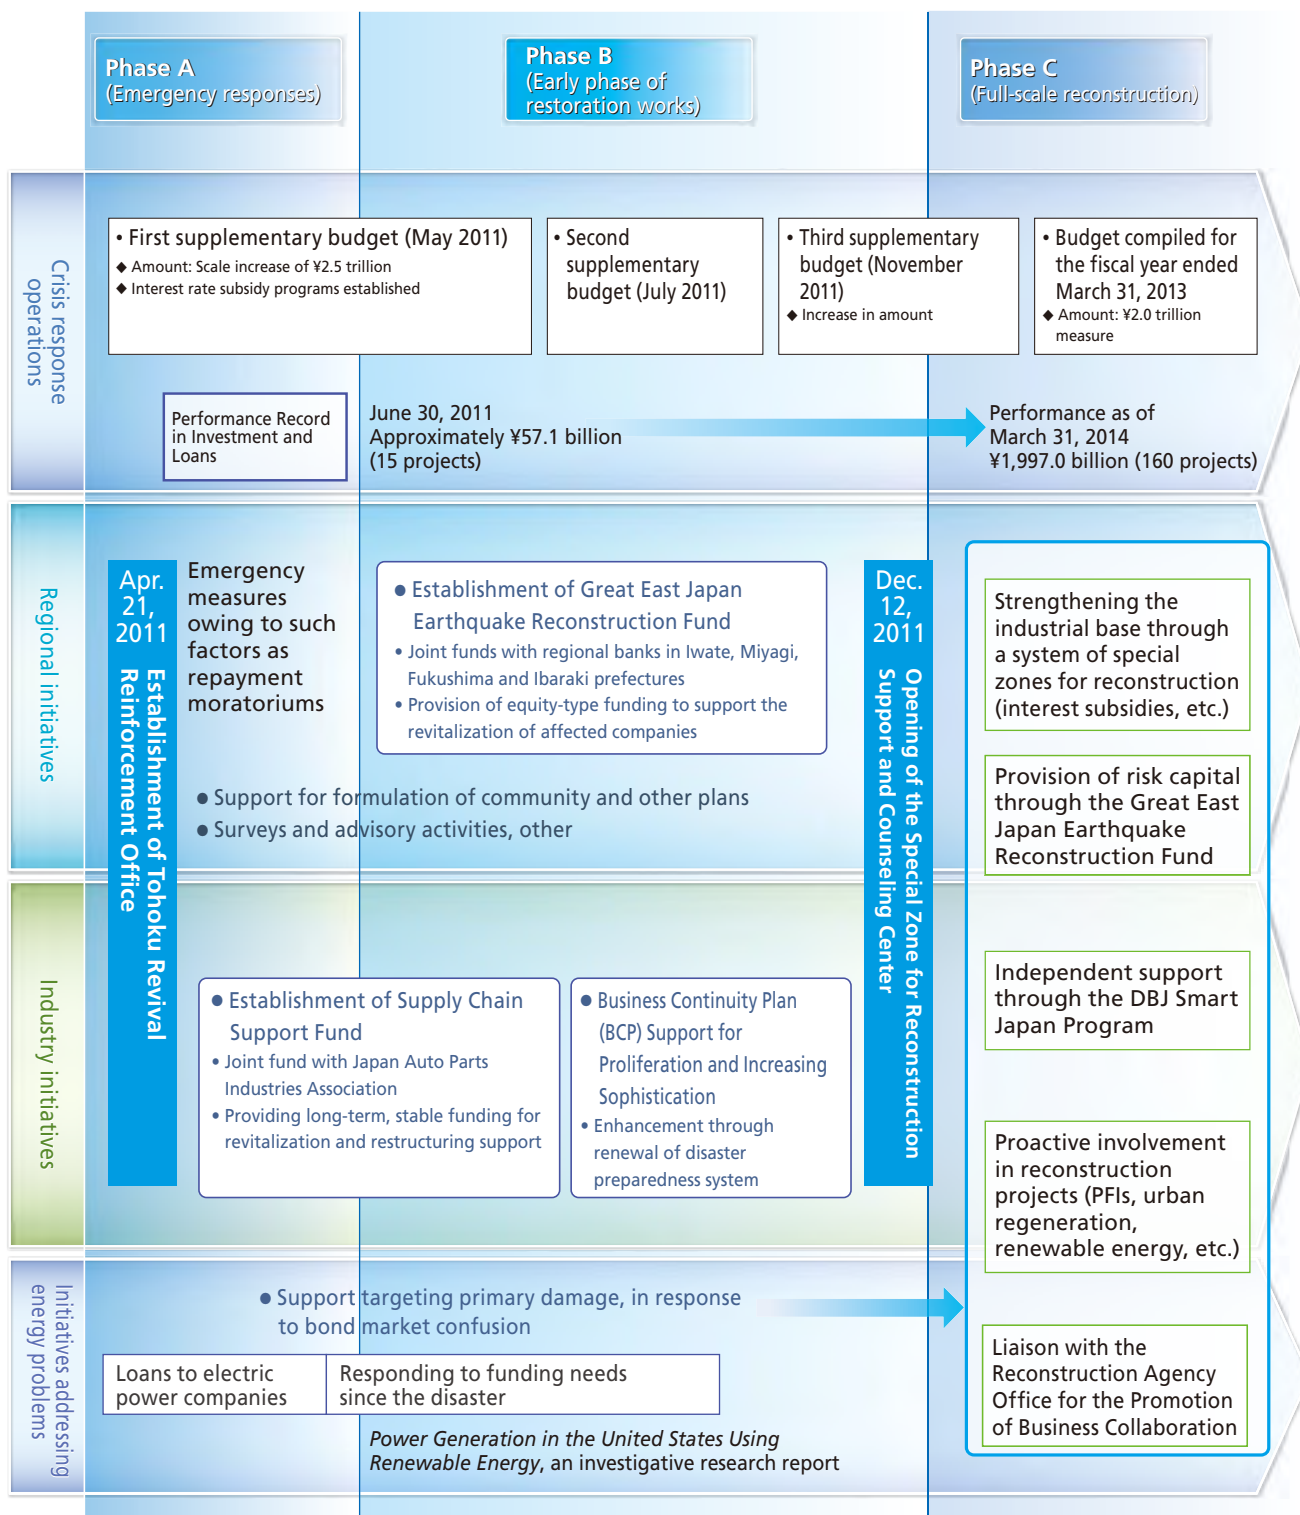 Phase A
(Emergency responses)
Phase B
(Early phase of
restoration works)
Phase C
(Full-scale reconstruction)
Crisis response
operations
• First supplementary budget (May 2011)
◆ Amount: Scale increase of ¥2.5 trillion
◆ Interest rate subsidy programs established
• Second
supplementary
budget (July 2011)
• Third supplementary
budget (November
2011)
◆ Increase in amount
• Budget compiled for
the fiscal year ended
March 31, 2013
◆ Amount: ¥2.0 trillion
measure
Performance Record
in Investment and
Loans
June 30, 2011
Approximately ¥57.1 billion
(15 projects)
Performance as of
March 31, 2014
¥1,997.0 billion (160 projects)
Regional initiatives
Apr.
21,
2011
Establishment of Tohoku Revival
Reinforcement Office
Emergency
measures
owing to such
factors as
repayment
moratoriums
● Establishment of Great East Japan
Earthquake Reconstruction Fund
• Joint funds with regional banks in Iwate, Miyagi,
Fukushima and Ibaraki prefectures
• Provision of equity-type funding to support the
revitalization of affected companies
● Support for formulation of community and other plans
● Surveys and advisory activities, other
Dec.
12,
2011
Opening of the Special Zone for Reconstruction
Support and Counseling Center
Strengthening the
industrial base through
a system of special
zones for reconstruction
(interest subsidies, etc.)
Provision of risk capital
through the Great East
Japan Earthquake
Reconstruction Fund
Industry initiatives
● Establishment of Supply Chain
Support Fund
• Joint fund with Japan Auto Parts
Industries Association
• Providing long-term, stable funding for
revitalization and restructuring support
● Business Continuity Plan
(BCP) Support for
Proliferation and Increasing
Sophistication
• Enhancement through
renewal of disaster
preparedness system
Independent support
through the DBJ Smart
Japan Program
Proactive involvement
in reconstruction
projects (PFIs, urban
regeneration,
renewable energy, etc.)
Initiatives addressing
energy problems
● Support targeting primary damage, in response
to bond market confusion
Loans to electric
power companies
Responding to funding needs
since the disaster
Power Generation in the United States Using
Renewable Energy, an investigative research report
Liaison with the
Reconstruction Agency
Office for the Promotion
of Business Collaboration